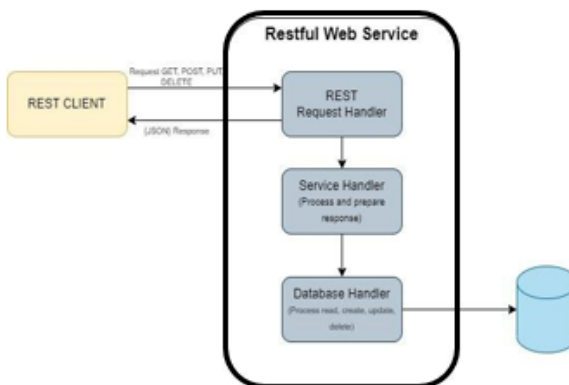 Restful Web Service
Request GET, POST, PUT,
DELETE
REST CLIENT
(JSON) Response
REST
Request Handler
Service Handler
(Process and prepare
response)
Database Handler
(Process read, create, update,
delete)